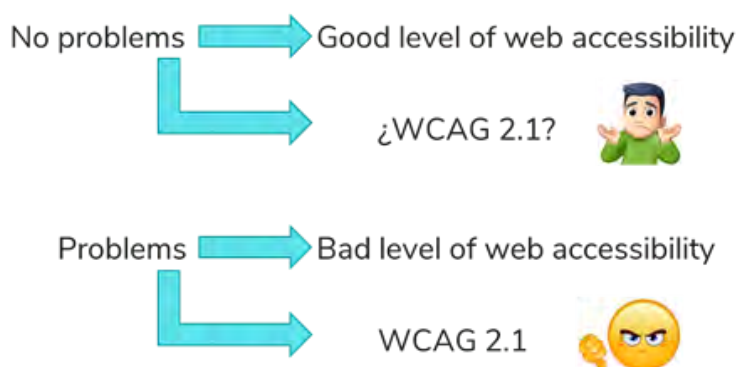 No problems Good level of web accessibility
¿WCAG 2.1?
Problems Bad level of web accessibility
WCAG 2.1